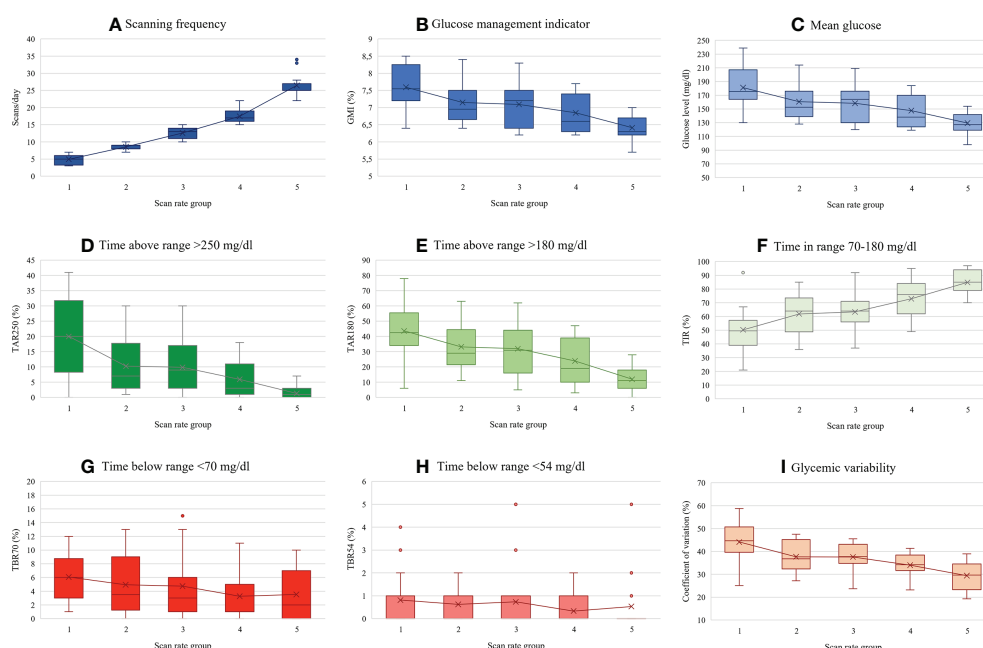 A Scanning frequency
Scans/day
40
35
30
25
20
15
10
5
0
1 2 3 4 5
Scan rate group
B Glucose management indicator
GMI (%)
9
8,5
8
7,5
7
6,5
6
5,5
5
1 2 3 4 5
Scan rate group
C Mean glucose
Glucose level (mg/dl)
250
230
210
190
170
150
130
110
90
70
50
1 2 3 4 5
Scan rate group
D Time above range >250 mg/dl
TAR250 (%)
45
40
35
30
25
20
15
10
5
0
1 2 3 4 5
Scan rate group
E Time above range >180 mg/dl
TAR180 (%)
90
80
70
60
50
40
30
20
10
0
1 2 3 4 5
Scan rate group
F Time in range 70-180 mg/dl
TIR (%)
100
90
80
70
60
50
40
30
20
10
0
1 2 3 4 5
Scan rate group
G Time below range <70 mg/dl
TBR70 (%)
20
18
16
14
12
10
8
6
4
2
0
1 2 3 4 5
Scan rate group
H Time below range <54 mg/dl
TBR54 (%)
6
5
4
3
2
1
0
1 2 3 4 5
Scan rate group
I Glycemic variability
Coefficient of variation (%)
70
60
50
40
30
20
10
1 2 3 4 5
Scan rate group